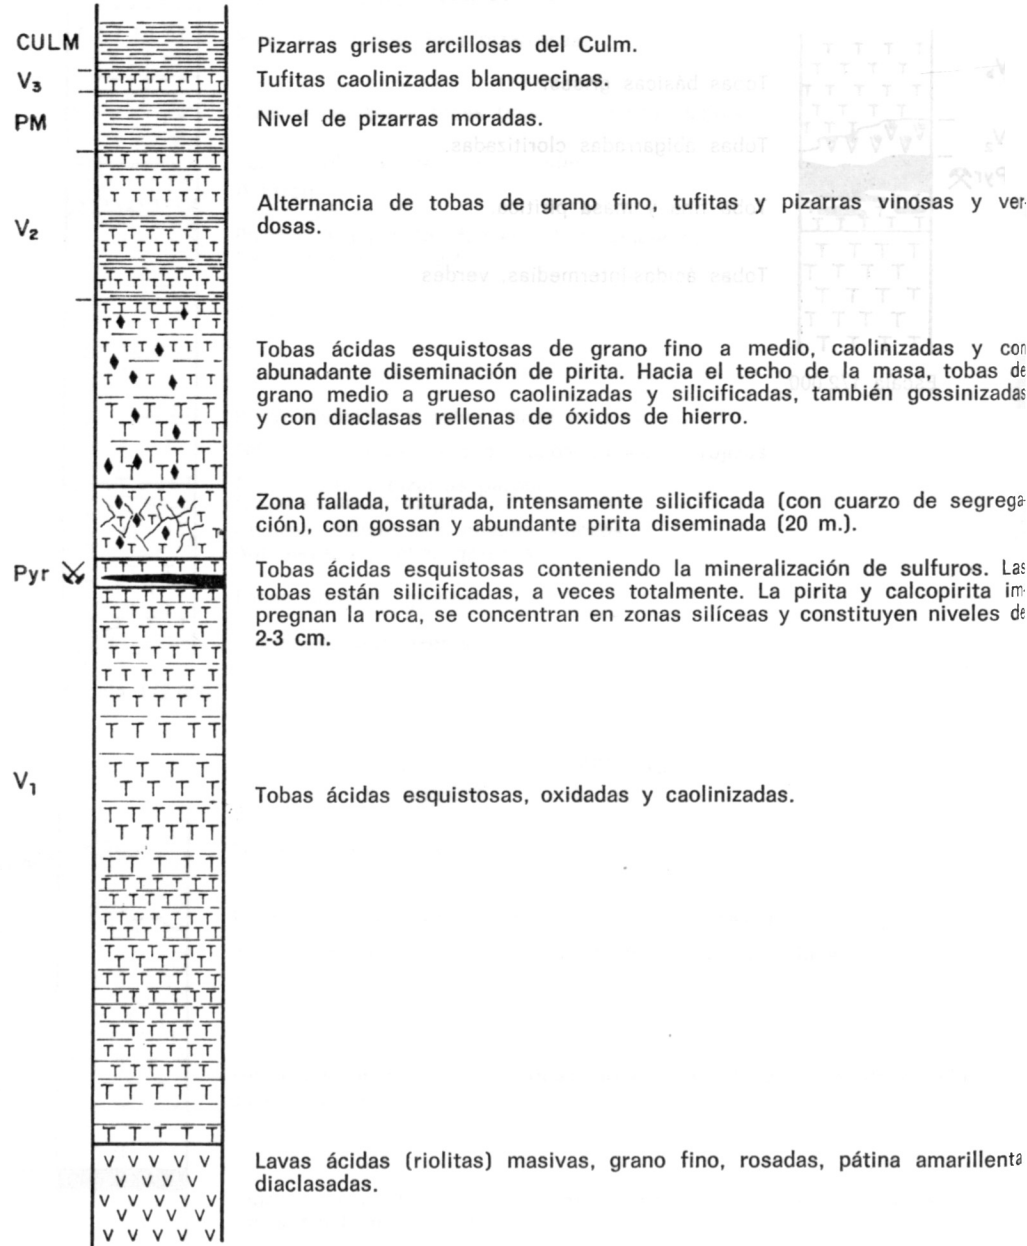 CULM
Pizarras grises arcillosas del Culm.
V₃
Tufitas caolinizadas blanquecinas.
PM
Nivel de pizarras moradas.
V₂
Alternancia de tobas de grano fino, tufitas y pizarras vinosas y ver-
dosas.
Tobas ácidas esquistosas de grano fino a medio, caolinizadas y con
abunadante diseminación de pirita. Hacia el techo de la masa, tobas de
grano medio a grueso caolinizadas y silicificadas, también gossinizadas
y con diaclasas rellenas de óxidos de hierro.
Zona fallada, triturada, intensamente silicificada (con cuarzo de segrega-
ción), con gossan y abundante pirita diseminada (20 m.).
Pyr
Tobas ácidas esquistosas conteniendo la mineralización de sulfuros. Las
tobas están silicificadas, a veces totalmente. La pirita y calcopirita im-
pregnan la roca, se concentran en zonas silíceas y constituyen niveles de
2-3 cm.
V₁
Tobas ácidas esquistosas, oxidadas y caolinizadas.
Lavas ácidas (riolitas) masivas, grano fino, rosadas, pátina amarillenta
diaclasadas.